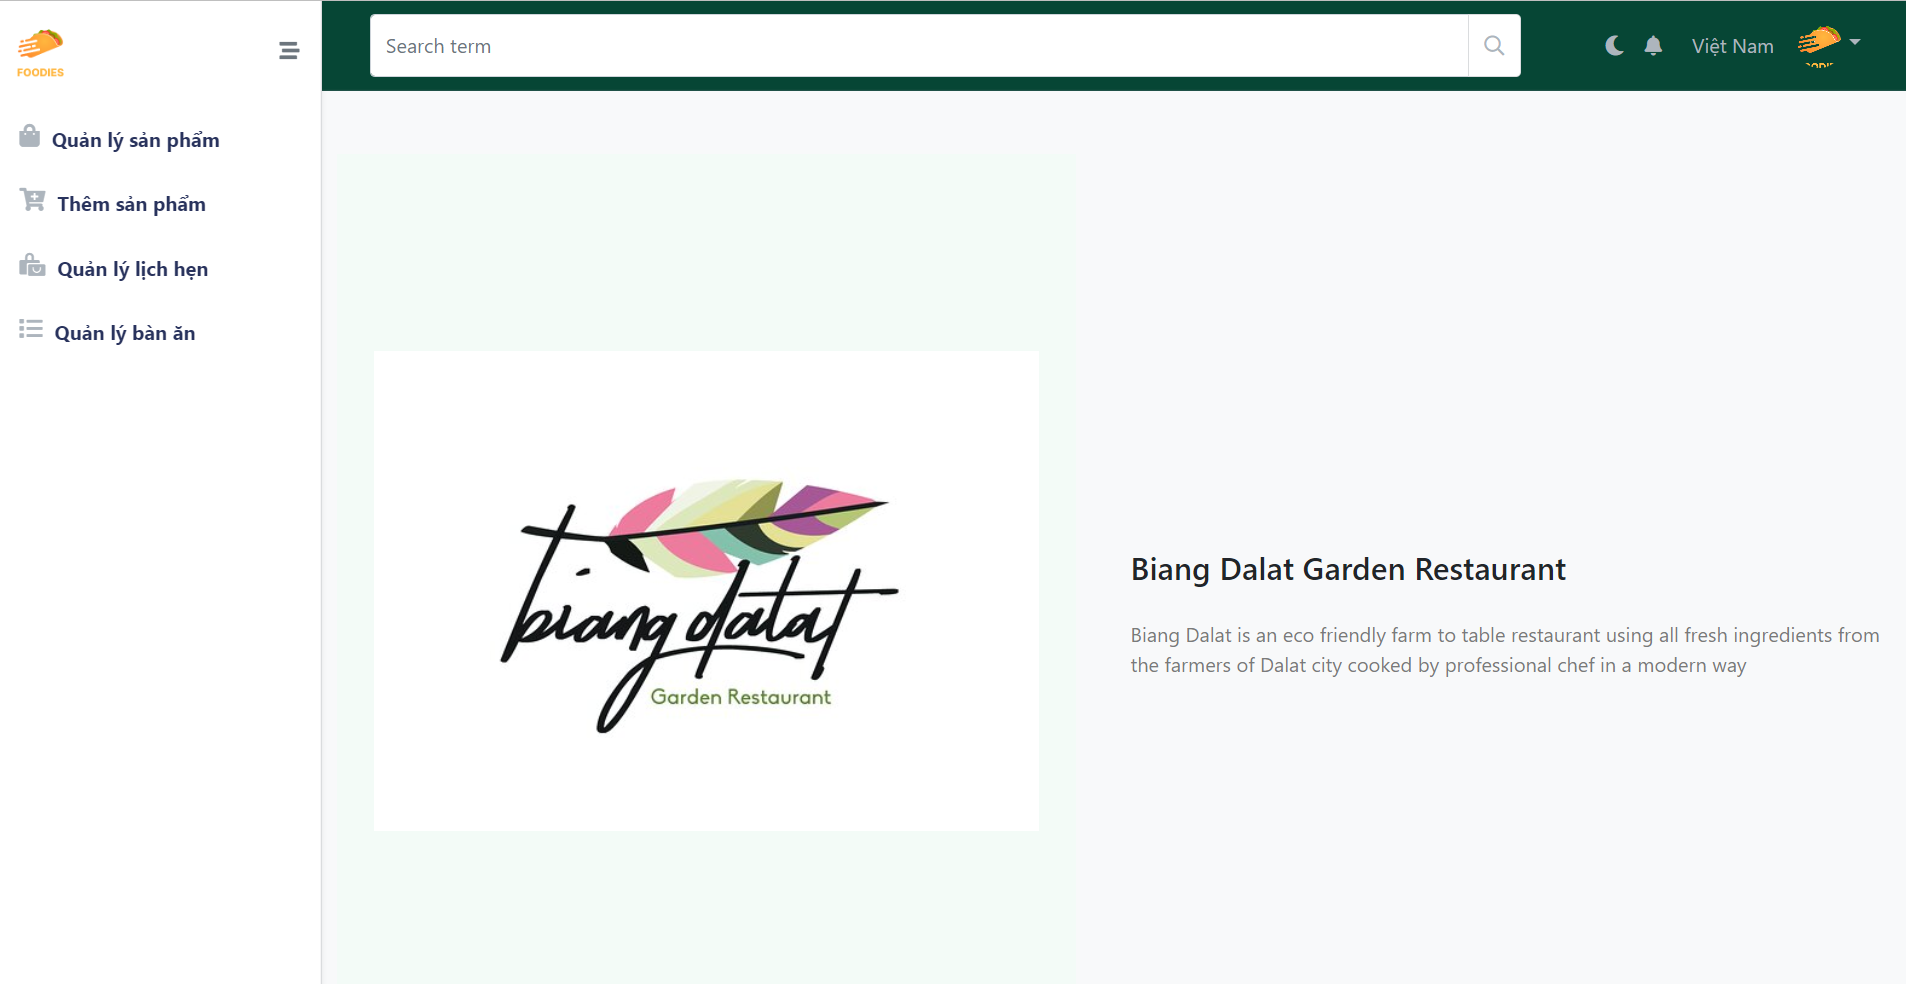 FOODIES
Search term
Việt Nam
Quản lý sản phẩm
Thêm sản phẩm
Quản lý lịch hẹn
Quản lý bàn ăn
biang dalat
Garden Restaurant
Biang Dalat Garden Restaurant
Biang Dalat is an eco friendly farm to table restaurant using all fresh ingredients from
the farmers of Dalat city cooked by professional chef in a modern way